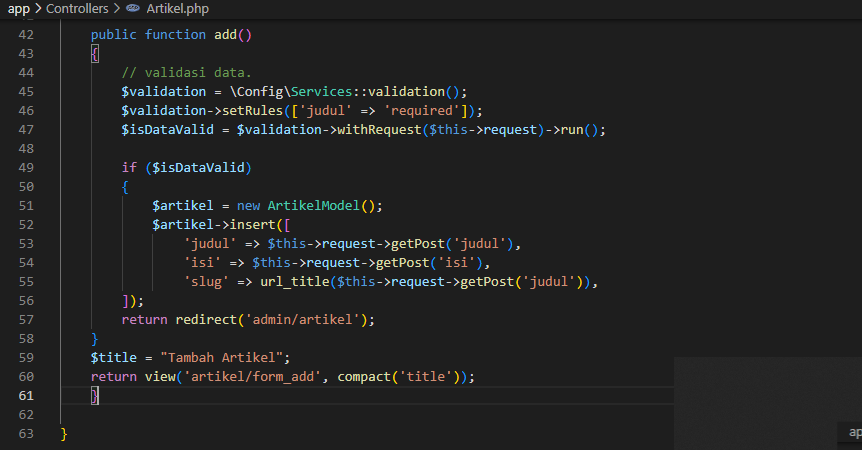 app > Controllers > Artikel.php
42 public function add()
43 {
44 // validasi data.
45 $validation = \Config\Services::validation();
46 $validation->setRules(['judul' => 'required']);
47 $isDataValid = $validation->withRequest($this->request)->run();
48
49 if ($isDataValid)
50 {
51 $artikel = new ArtikelModel();
52 $artikel->insert([
53 'judul' => $this->request->getPost('judul'),
54 'isi' => $this->request->getPost('isi'),
55 'slug' => url_title($this->request->getPost('judul')),
56 ]);
57 return redirect('admin/artikel');
58 }
59 $title = "Tambah Artikel";
60 return view('artikel/form_add', compact('title'));
61 }
62
63 }